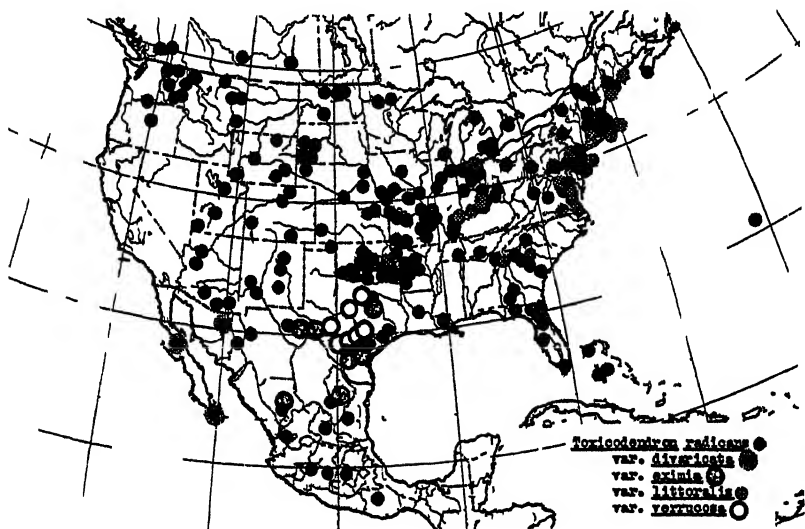 Toxicodendron radicans
var. divaricata
var. eximia
var. littoralis
var. verrucosa